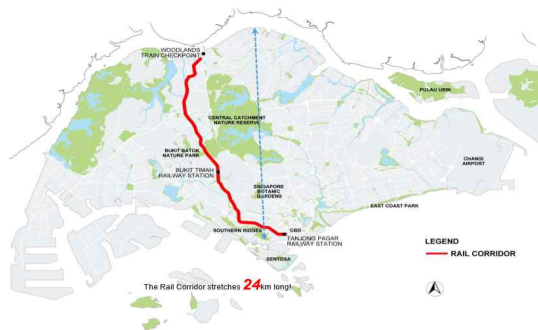 WOODLANDS
TRAIN CHECKPOINT
PULAU UBIN
CENTRAL CATCHMENT
NATURE RESERVE
BUKIT BATOK
NATURE PARK
BUKIT TIMAH
RAILWAY STATION
CHANGI
AIRPORT
SINGAPORE
BOTANIC
GARDENS
EAST COAST PARK
SOUTHERN RIDGES
CBD
TANJONG PAGAR
RAILWAY STATION
SENTOSA
LEGEND
RAIL CORRIDOR
The Rail Corridor stretches 24km long!